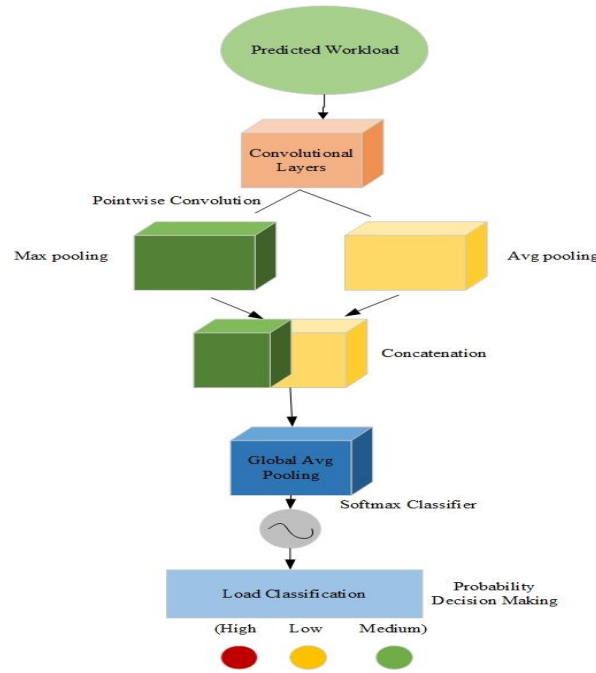 Predicted Workload
Convolutional
Layers
Pointwise Convolution
Max pooling
Avg pooling
Concatenation
Global Avg
Pooling
Softmax Classifier
Load Classification
Probability
Decision Making
(High Low Medium)